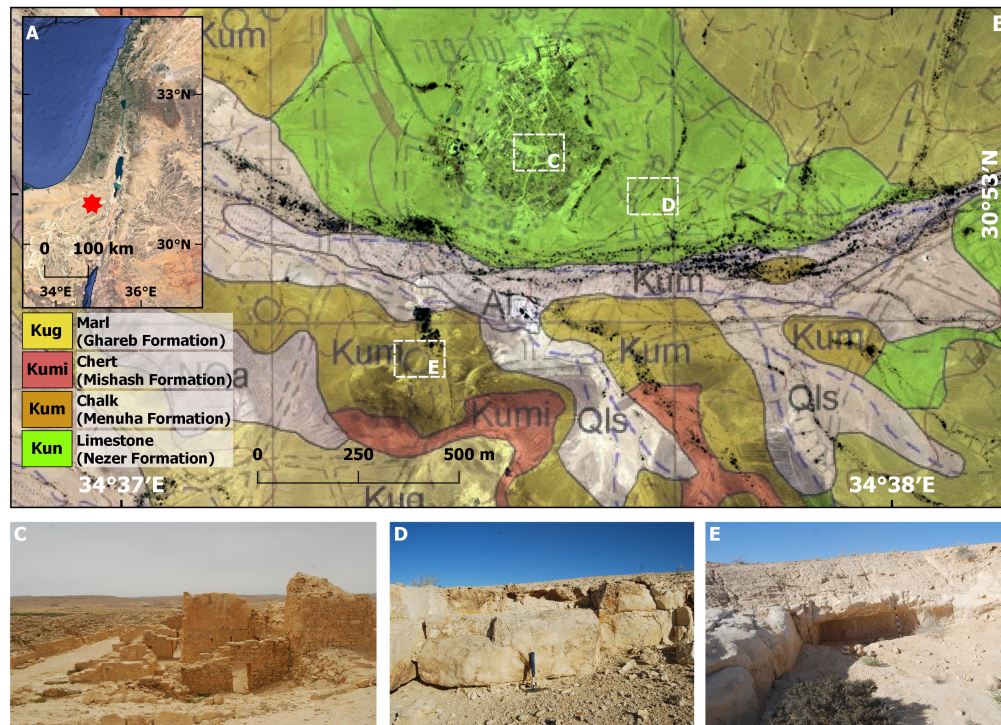 A
33°N
30°N
0 100 km
34°E 36°E
Kug Marl
(Ghareb Formation)
Kumi Chert
(Mishash Formation)
Kum Chalk
(Menuha Formation)
Kun Limestone
(Nezer Formation)
B
Kum
C
D
30°53′N
Kum
Al
Kum
E
Kum
Kum
NQa
Kumi
Qls
Qls
0 250 500 m
34°37′E
34°38′E
Kug
C
D
E